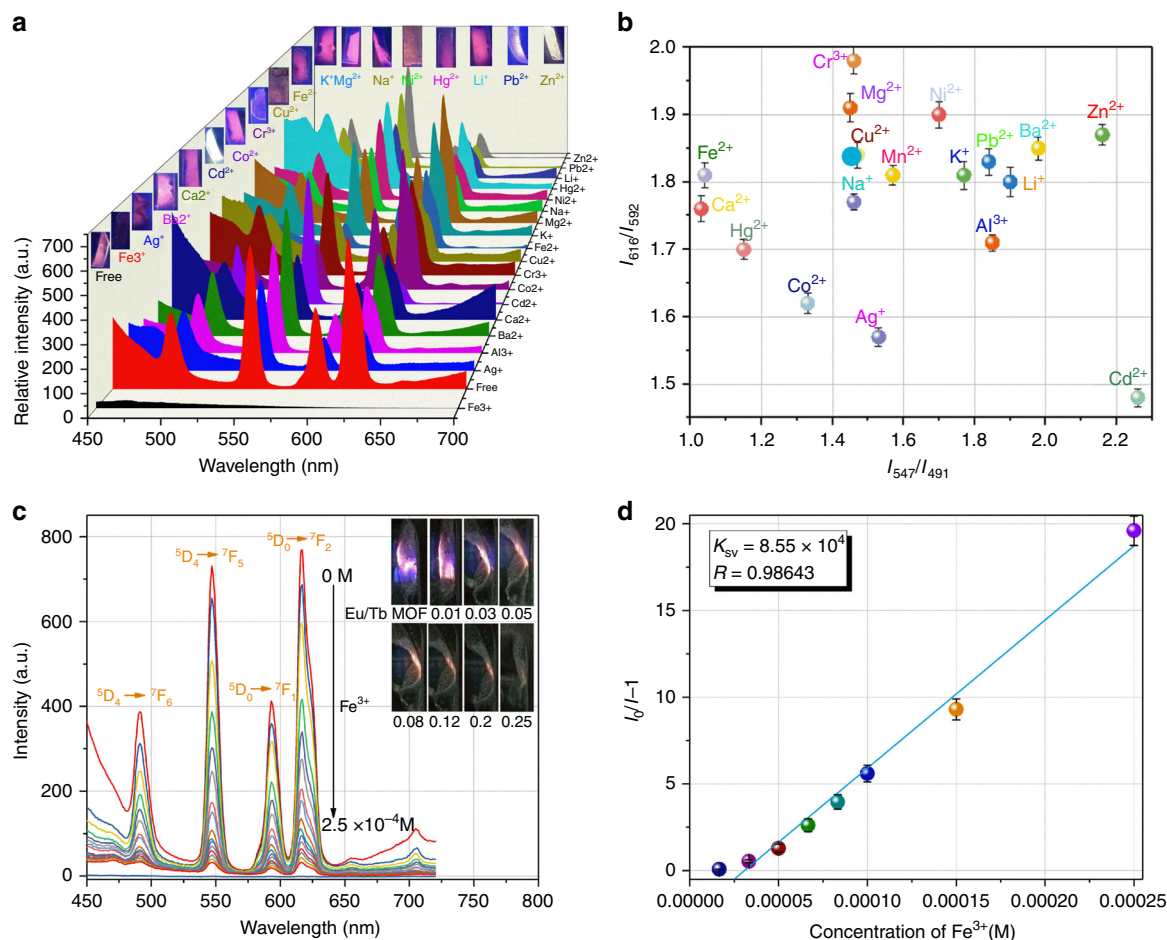 a
K⁺ Mg²⁺ Na⁺ Ni²⁺ Hg²⁺ Li⁺ Pb²⁺ Zn²⁺
Fe²⁺
Cu²⁺
Cr³⁺
Co²⁺
Cd²⁺
Ca2⁺
Ba2⁺
Ag⁺
Fe3⁺
Free
Relative intensity (a.u.)
750
700
600
500
400
300
250
200
150
100
50
0
Zn2+
Pb2+
Li+
Hg2+
Ni2+
Na+
Mg2+
K+
Fe2+
Cu2+
Cr3+
Co2+
Cd2+
Ca2+
Ba2+
Al3+
Ag+
Free
Fe3+
450 500 550 600 650 700
Wavelength (nm)
b
I₆₁₆/I₅₉₂
2.0
1.9
1.8
1.7
1.6
1.5
Cr³⁺
Mg²⁺
Ni²⁺
Zn²⁺
Cu²⁺
Pb²⁺
Ba²⁺
Fe²⁺
Mn²⁺
K⁺
Na⁺
Li⁺
Ca²⁺
Hg²⁺
Al³⁺
Co²⁺
Ag⁺
Cd²⁺
1.0 1.2 1.4 1.6 1.8 2.0 2.2
I₅₄₇/I₄₉₁
c
Intensity (a.u.)
800
600
400
200
0
⁵D₄→⁷F₆
⁵D₄→⁷F₅
⁵D₀→⁷F₁
⁵D₀→⁷F₂
0 M
Fe³⁺
2.5 ×10⁻⁴M
Eu/Tb MOF 0.01 0.03 0.05
0.08 0.12 0.2 0.25
450 500 550 600 650 700 750 800
Wavelength (nm)
d
I₀/I−1
20
15
10
5
0
Kₛᵥ = 8.55 × 10⁴
R = 0.98643
0.00000 0.00005 0.00010 0.00015 0.00020 0.00025
Concentration of Fe³⁺(M)